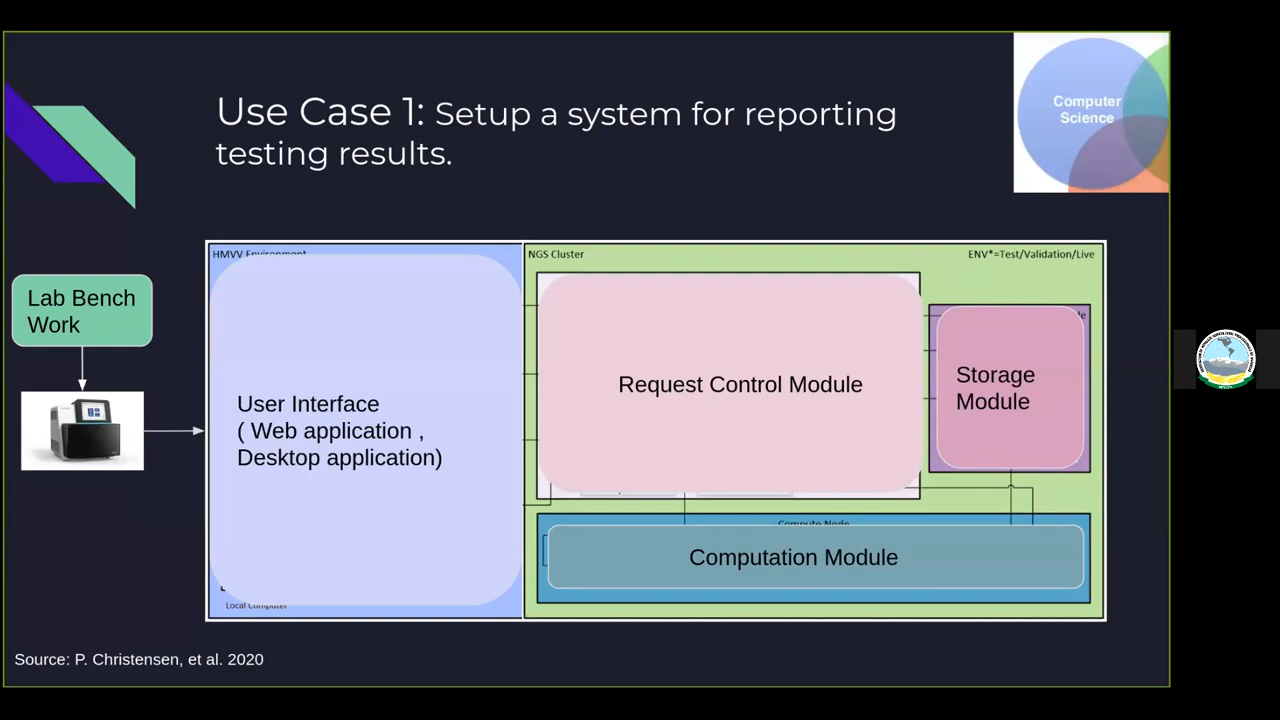 Use Case 1: Setup a system for reporting
testing results.
Computer
Science
Lab Bench
Work
HMVV Environment
User Interface
( Web application ,
Desktop application)
Local Computer
NGS Cluster
ENV*=Test/Validation/Live
Request Control Module
Storage
Module
Compute Node
Computation Module
Source: P. Christensen, et al. 2020